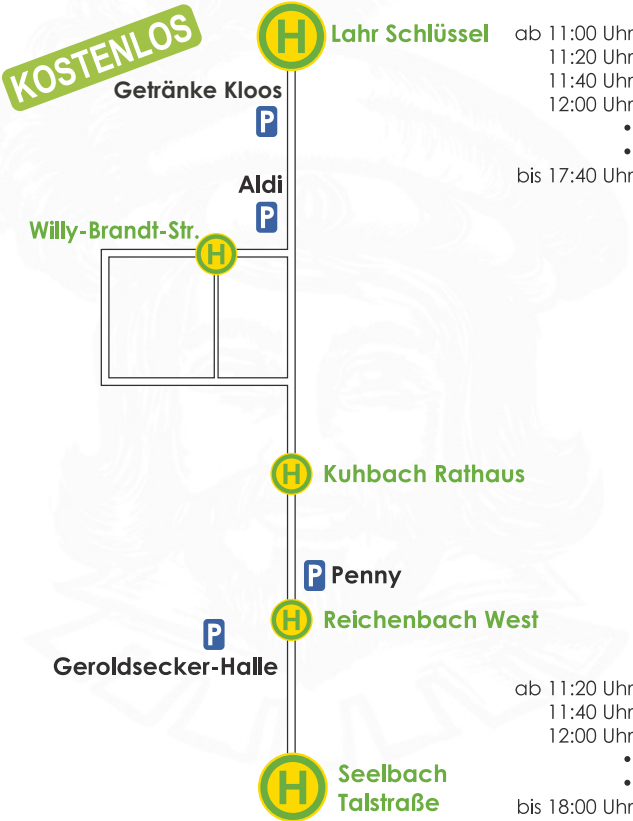 KOSTENLOS
H
Lahr Schlüssel
ab 11:00 Uhr
11:20 Uhr
11:40 Uhr
12:00 Uhr
•
•
bis 17:40 Uhr
Getränke Kloos
P
Aldi
P
Willy-Brandt-Str.
H
H
Kuhbach Rathaus
P
Penny
H
Reichenbach West
P
Geroldsecker-Halle
ab 11:20 Uhr
11:40 Uhr
12:00 Uhr
•
•
bis 18:00 Uhr
H
Seelbach
Talstraße